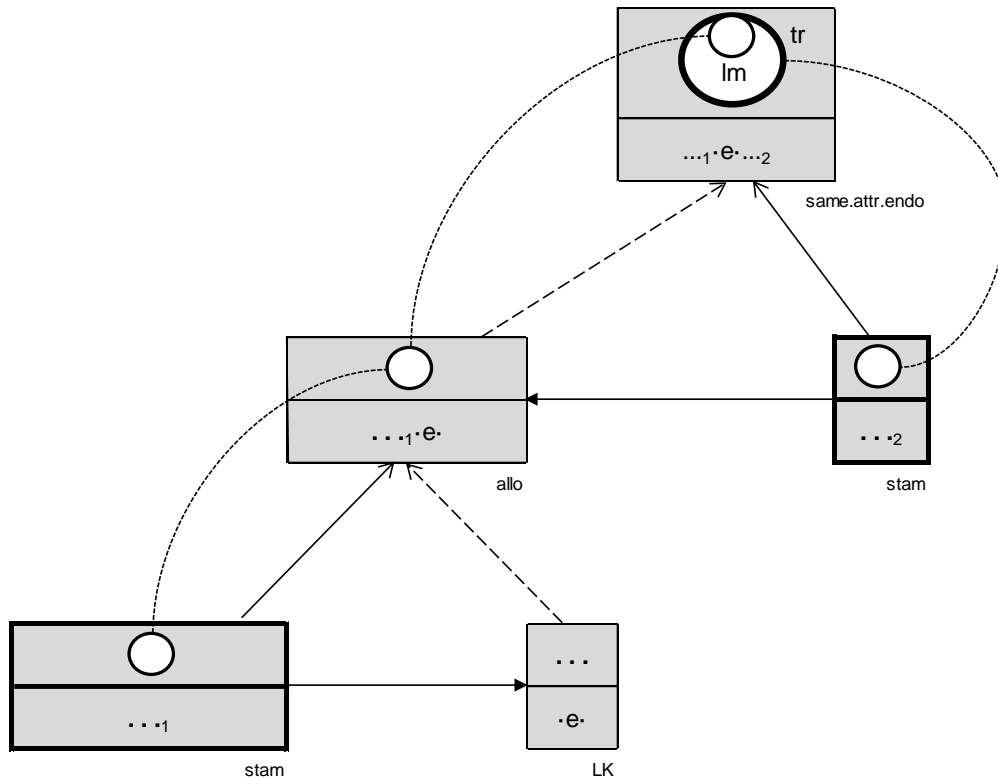 tr
lm
...₁·e·...₂
same.attr.endo
...₁·e·
allo
...₂
stam
...
...₁
·e·
stam
LK